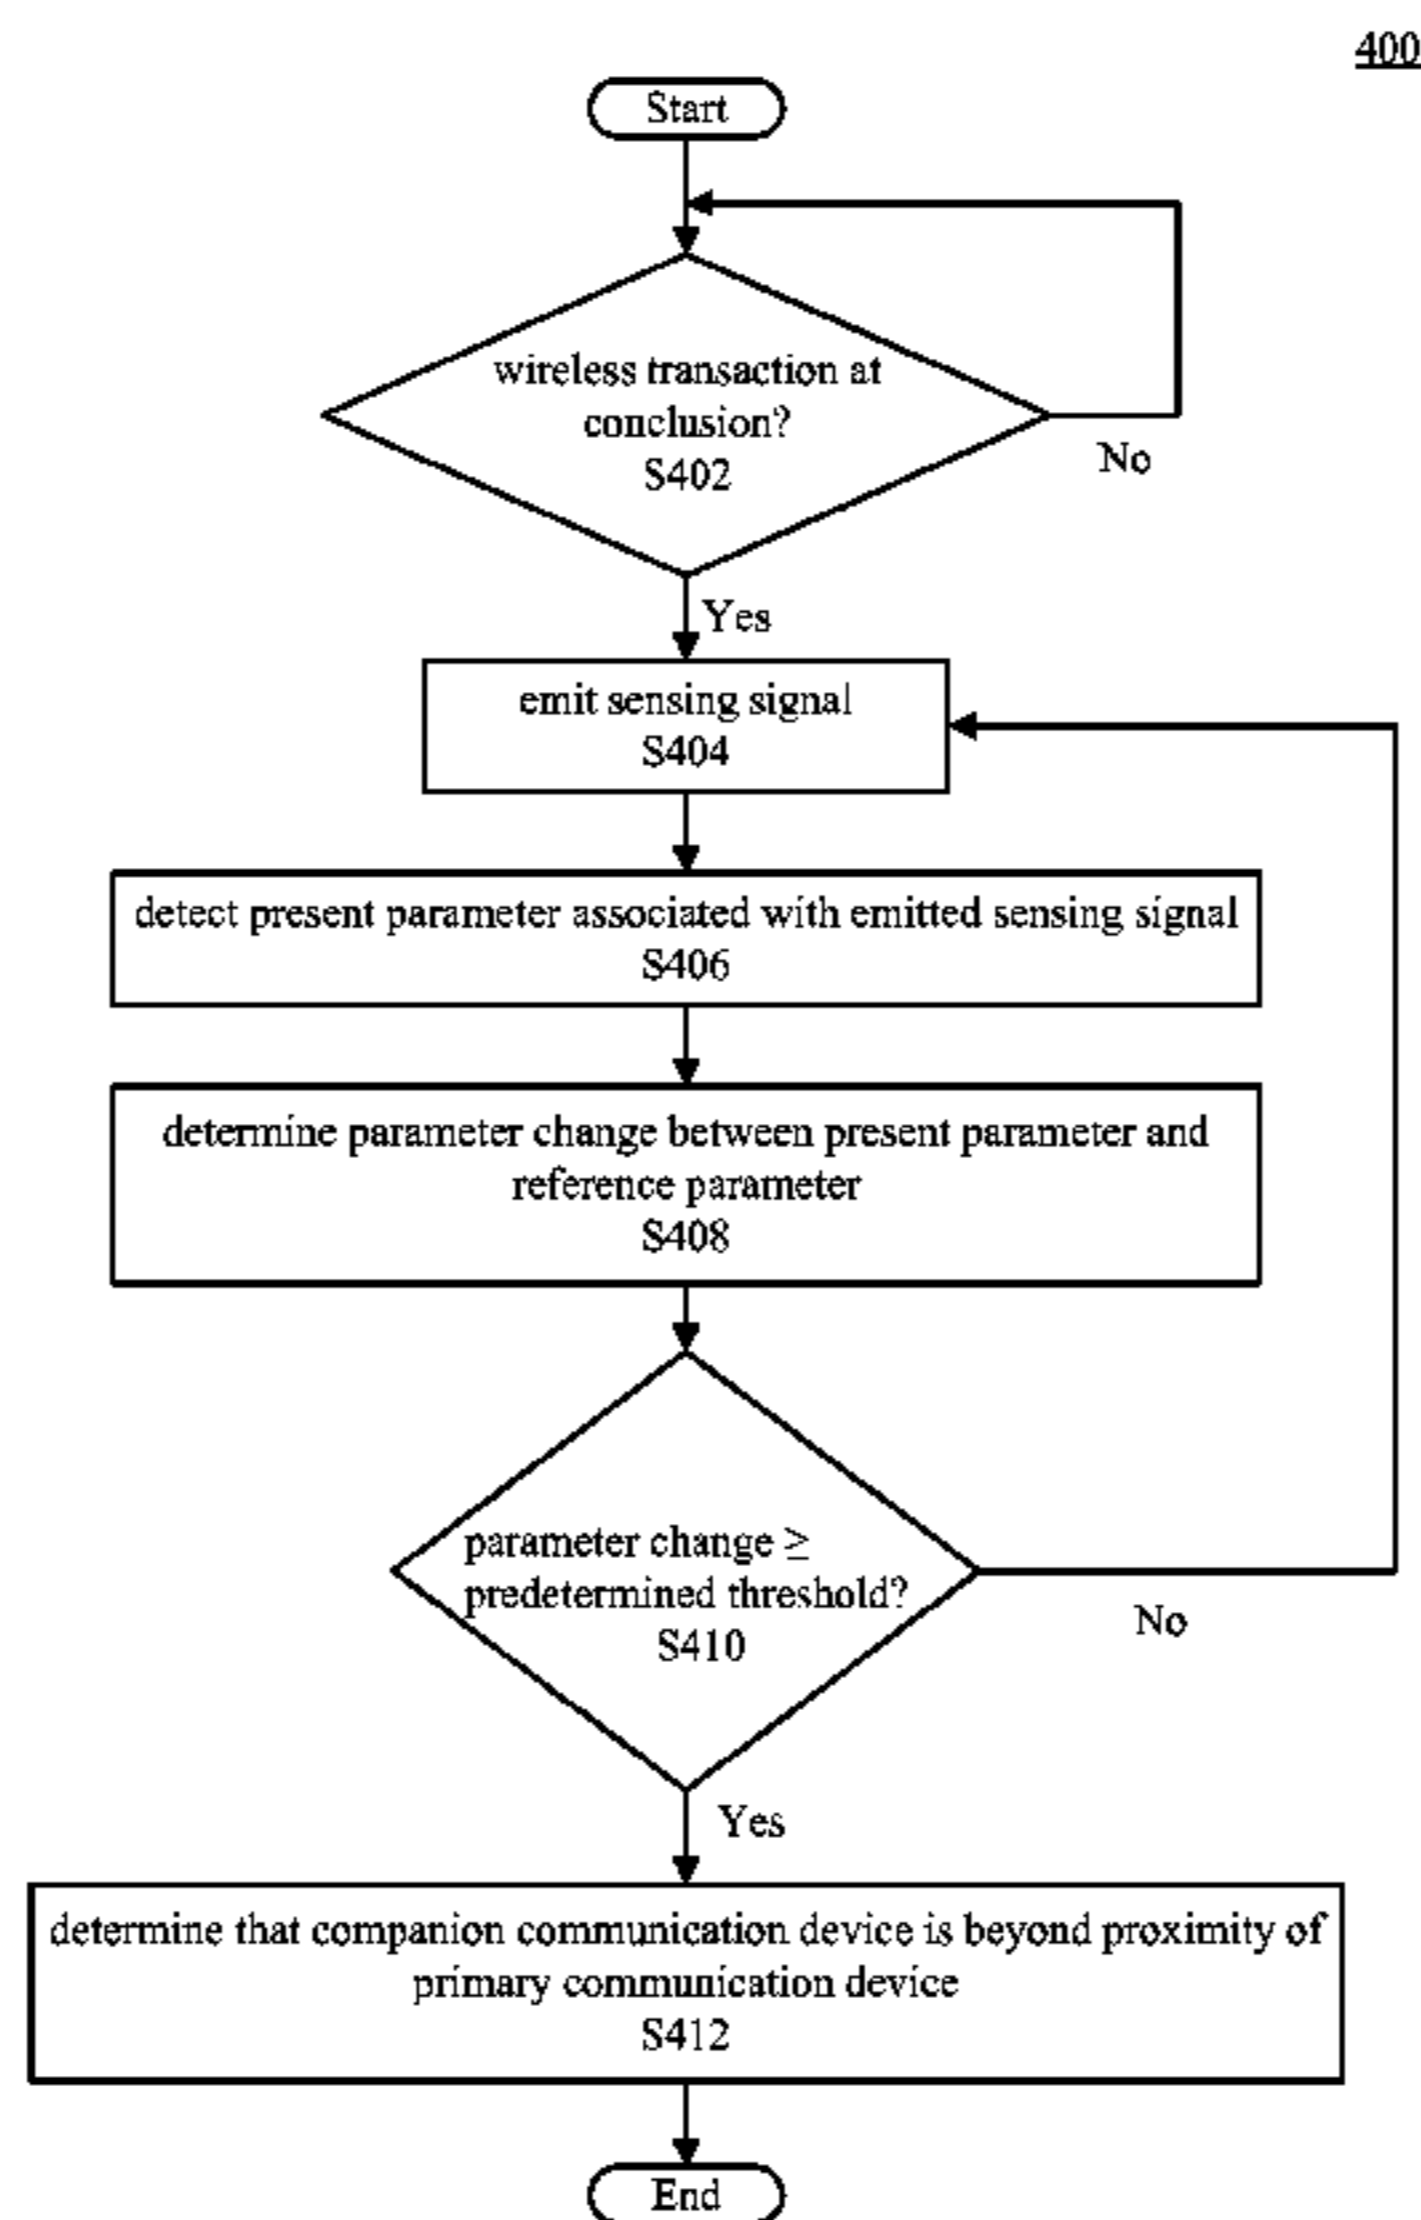 400
Start
wireless transaction at
conclusion?
S402
No
Yes
emit sensing signal
S404
detect present parameter associated with emitted sensing signal
S406
determine parameter change between present parameter and
reference parameter
S408
parameter change ≥
predetermined threshold?
S410
No
Yes
determine that companion communication device is beyond proximity of
primary communication device
S412
End